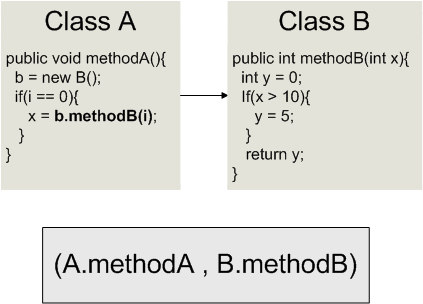 Class A
public void methodA(){
b = new B();
if(i == 0){
x = b.methodB(i);
}
}
Class B
public int methodB(int x){
int y = 0;
If(x > 10){
y = 5;
}
return y;
}
(A.methodA , B.methodB)